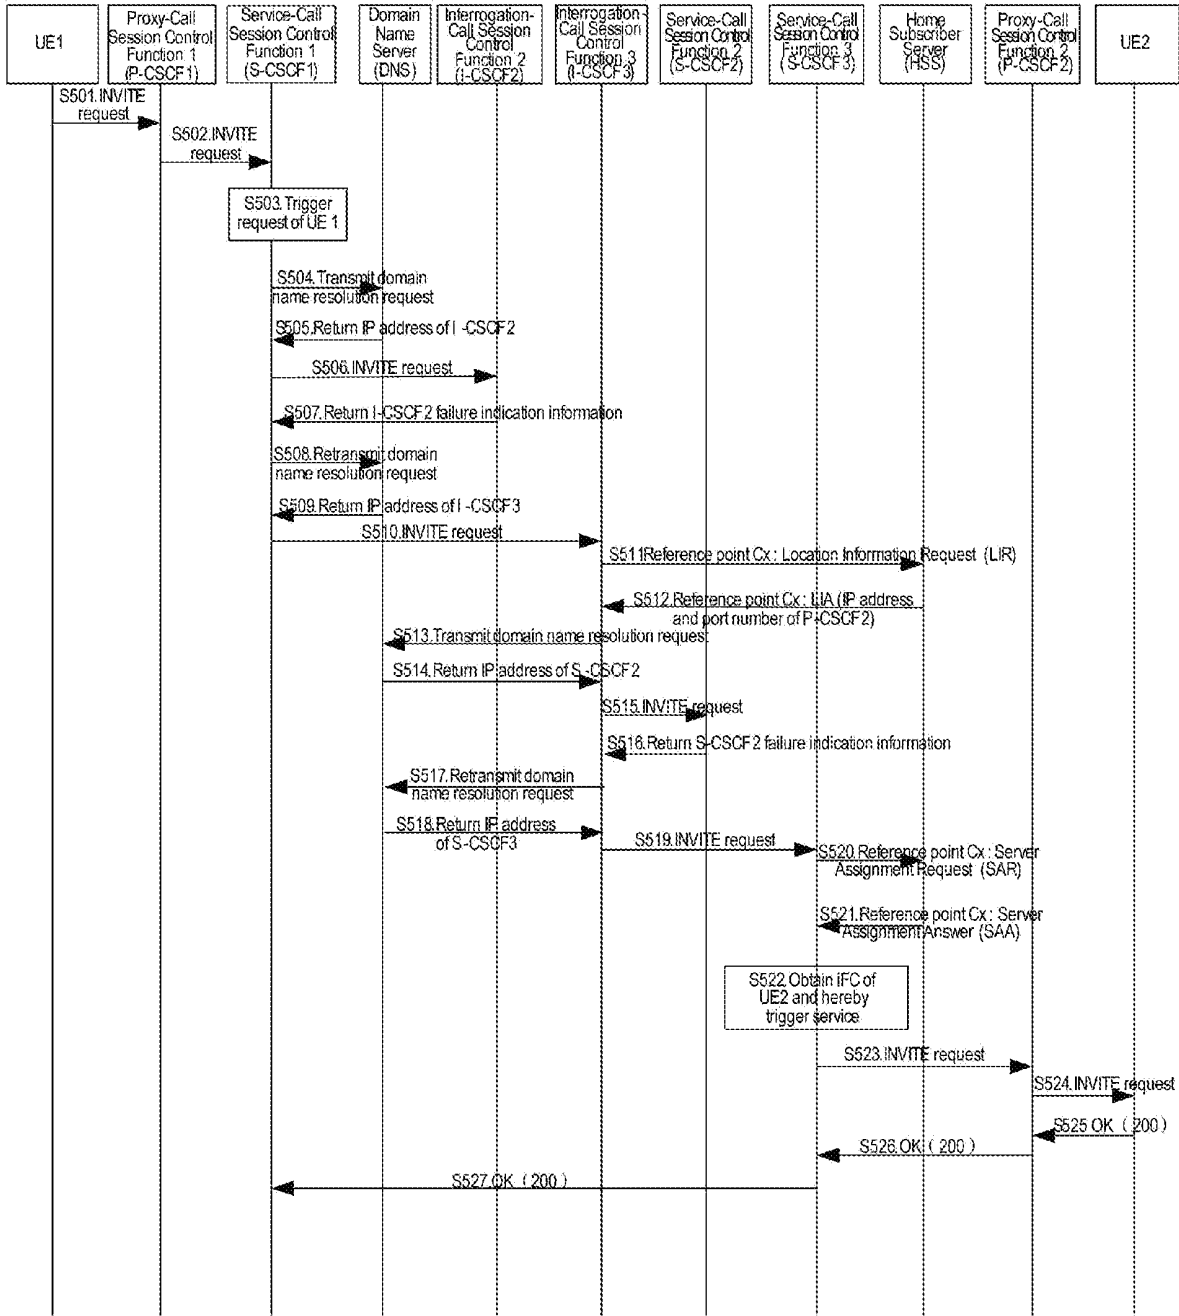 UE1
Proxy-Call
Session Control
Function 1
(P-CSCF1)
Service-Call
Session Control
Function 1
(S-CSCF1)
Domain
Name
Server
(DNS)
Interrogation-
Call Session
Control
Function 2
(I-CSCF2)
Interrogation-
Call Session
Control
Function 3
(I-CSCF3)
Service-Call
Session Control
Function 2
(S-CSCF2)
Service-Call
Session Control
Function 3
(S-CSCF3)
Home
Subscriber
Server
(HSS)
Proxy-Call
Session Control
Function 2
(P-CSCF2)
UE2
S501.INVITE
request
S502.INVITE
request
S503.Trigger
request of UE 1
S504.Transmit domain
name resolution request
S505.Return IP address of I -CSCF2
S506.INVITE request
S507.Return I-CSCF2 failure indication information
S508.Retransmit domain
name resolution request
S509.Return IP address of I -CSCF3
S510.INVITE request
S511Reference point Cx : Location Information Request (LIR)
S512.Reference point Cx : LIA (IP address
and port number of P-CSCF2)
S513.Transmit domain name resolution request
S514.Return IP address of S -CSCF2
S515.INVITE request
S516.Return S-CSCF2 failure indication information
S517.Retransmit domain
name resolution request
S518.Return IP address
of S-CSCF3
S519.INVITE request
S520.Reference point Cx : Server
Assignment Request (SAR)
S521.Reference point Cx : Server
Assignment Answer (SAA)
S522.Obtain iFC of
UE2 and hereby
trigger service
S523.INVITE request
S524.INVITE request
S525.OK ( 200 )
S526.OK ( 200 )
S527.OK ( 200 )